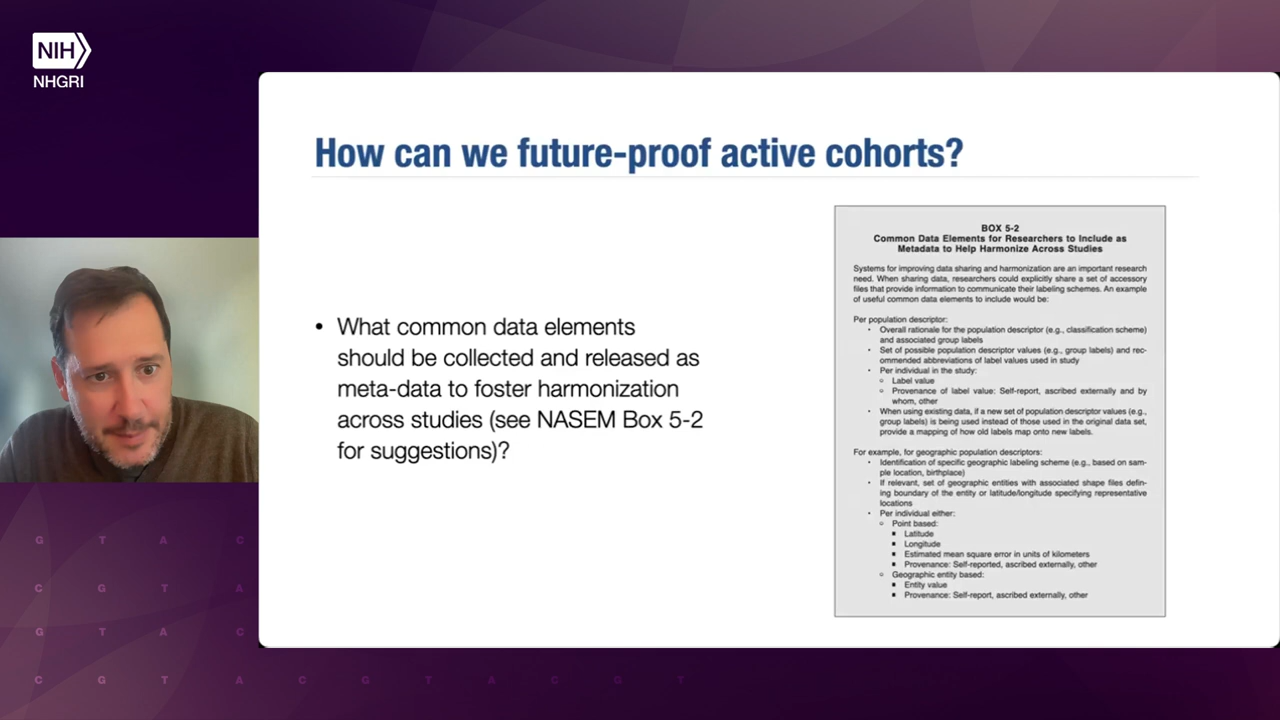 NIH
NHGRI
How can we future-proof active cohorts?
• What common data elements
should be collected and released as
meta-data to foster harmonization
across studies (see NASEM Box 5-2
for suggestions)?
BOX 5-2
Common Data Elements for Researchers to Include as
Metadata to Help Harmonize Across Studies
Systems for improving data sharing and harmonization are an important research
need. When sharing data, researchers could explicitly share a set of accessory
files that provide information to communicate their labeling schemes. An example
of useful common data elements to include would be:
Per population descriptor:
• Overall rationale for the population descriptor (e.g., classification scheme)
and associated group labels
• Set of possible population descriptor values (e.g., group labels) and rec-
ommended abbreviations of label values used in study
• Per individual in the study:
○ Label value
○ Provenance of label value: Self-report, ascribed externally and by
whom, other
• When using existing data, if a new set of population descriptor values (e.g.,
group labels) is being used instead of those used in the original data set,
provide a mapping of how old labels map onto new labels.
For example, for geographic population descriptors:
• Identification of specific geographic labeling scheme (e.g., based on sam-
ple location, birthplace)
• If relevant, set of geographic entities with associated shape files defin-
ing boundary of the entity or latitude/longitude specifying representative
locations
• Per individual either:
○ Point based:
■ Latitude
■ Longitude
■ Estimated mean square error in units of kilometers
■ Provenance: Self-reported, ascribed externally, other
○ Geographic entity based:
■ Entity value
■ Provenance: Self-report, ascribed externally, other
G T A C
C G T A
G T A C
C G T A C G T A C G T